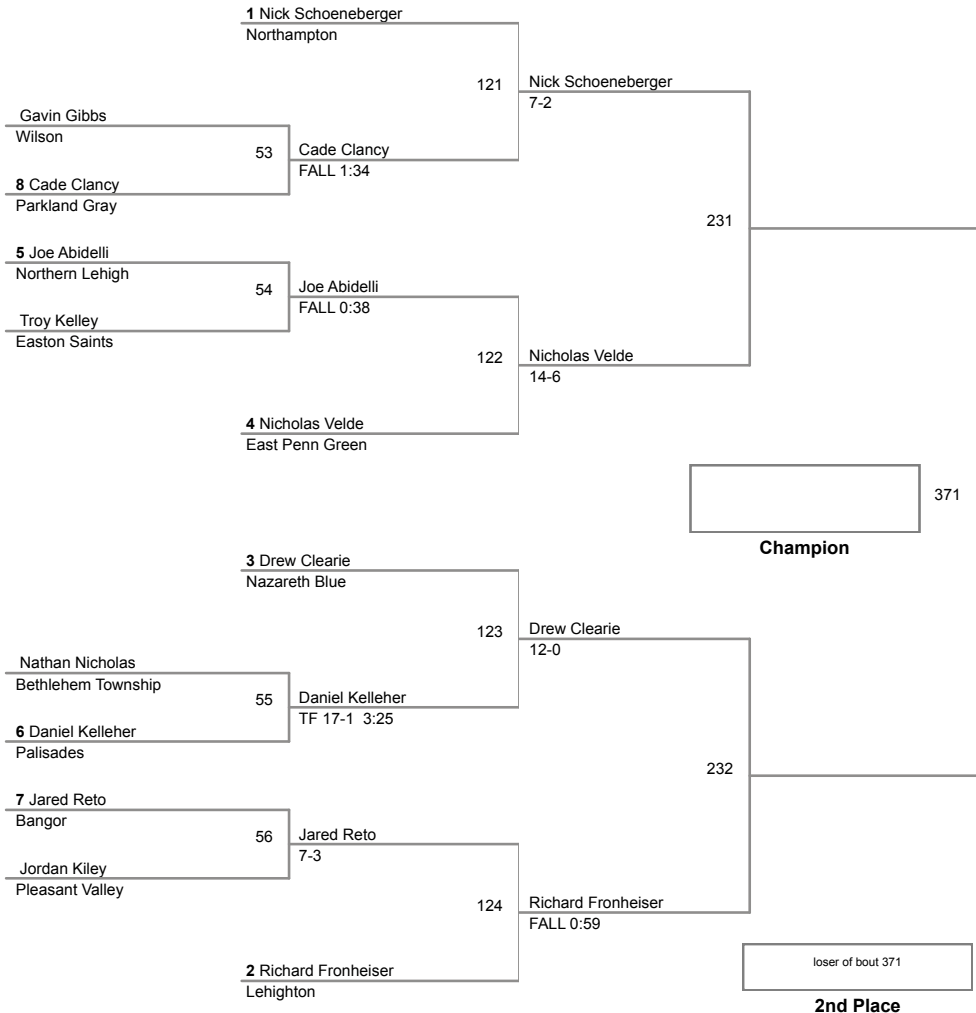 1 Nick Schoeneberger
Northampton
121
Nick Schoeneberger
7-2
Gavin Gibbs
Wilson
53
Cade Clancy
FALL 1:34
8 Cade Clancy
Parkland Gray
231
5 Joe Abidelli
Northern Lehigh
54
Joe Abidelli
FALL 0:38
Troy Kelley
Easton Saints
122
Nicholas Velde
14-6
4 Nicholas Velde
East Penn Green
371
Champion
3 Drew Clearie
Nazareth Blue
123
Drew Clearie
12-0
Nathan Nicholas
Bethlehem Township
55
Daniel Kelleher
TF 17-1 3:25
6 Daniel Kelleher
Palisades
232
7 Jared Reto
Bangor
56
Jared Reto
7-3
Jordan Kiley
Pleasant Valley
124
Richard Fronheiser
FALL 0:59
2 Richard Fronheiser
Lehighton
loser of bout 371
2nd Place